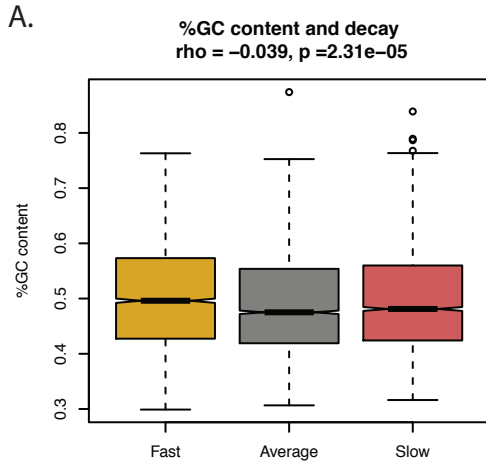 A.
%GC content and decay
rho = −0.039, p =2.31e−05
%GC content
0.8
0.7
0.6
0.5
0.4
0.3
Fast Average Slow